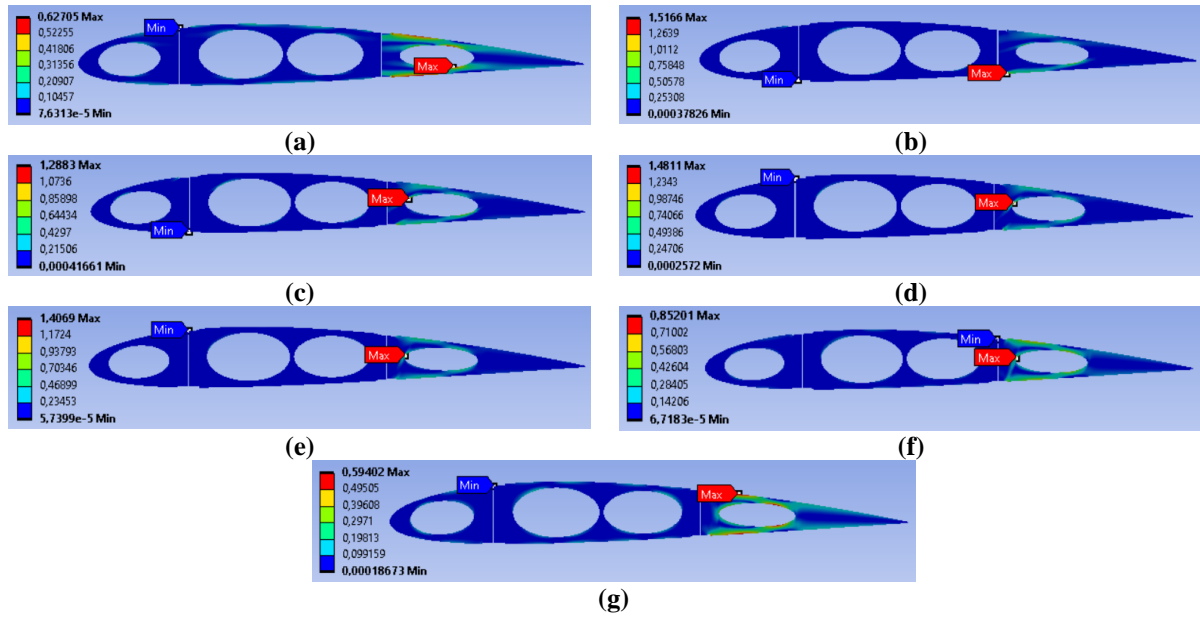 0,62705 Max
0,52255
0,41806
0,31356
0,20907
0,10457
7,6313e-5 Min
Min
Max
(a)
1,5166 Max
1,2639
1,0112
0,75848
0,50578
0,25308
0,00037826 Min
Min
Max
(b)
1,2883 Max
1,0736
0,85898
0,64434
0,4297
0,21506
0,00041661 Min
Min
Max
(c)
1,4811 Max
1,2343
0,98746
0,74066
0,49386
0,24706
0,0002572 Min
Min
Max
(d)
1,4069 Max
1,1724
0,93793
0,70346
0,46899
0,23453
5,7399e-5 Min
Min
Max
(e)
0,85201 Max
0,71002
0,56803
0,42604
0,28405
0,14206
6,7183e-5 Min
Min
Max
(f)
0,59402 Max
0,49505
0,39608
0,2971
0,19813
0,099159
0,00018673 Min
Min
Max
(g)